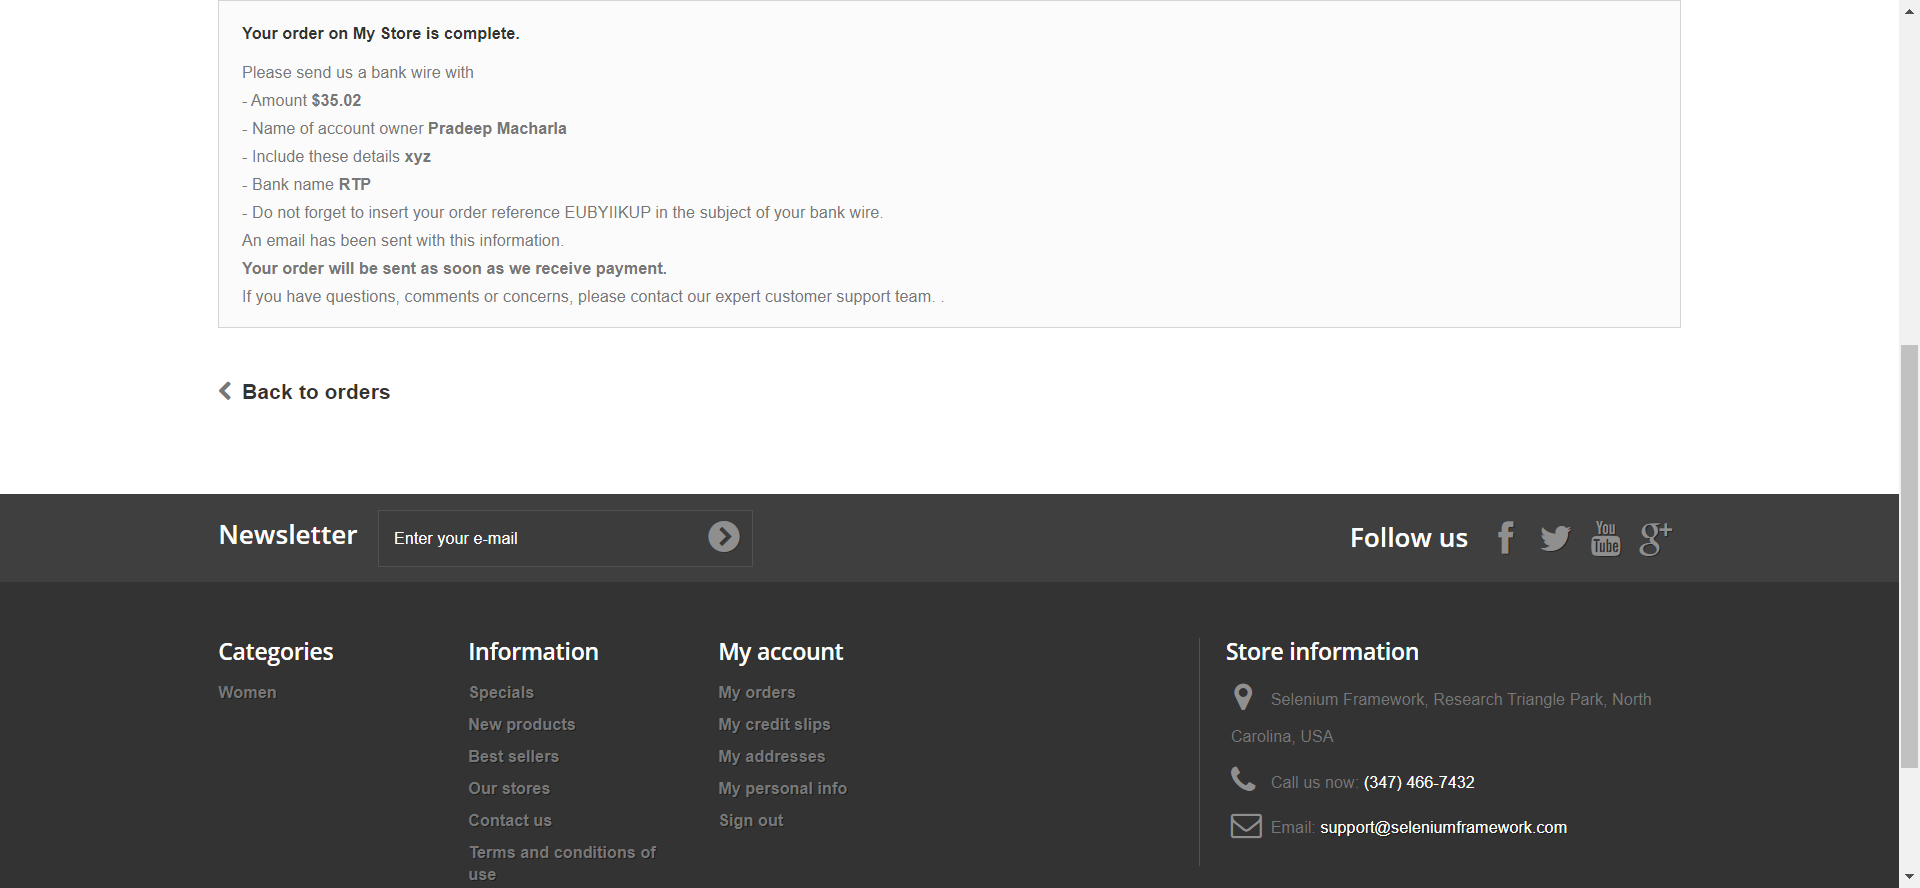 Your order on My Store is complete.
Please send us a bank wire with
- Amount $35.02
- Name of account owner Pradeep Macharla
- Include these details xyz
- Bank name RTP
- Do not forget to insert your order reference EUBYIIKUP in the subject of your bank wire.
An email has been sent with this information.
Your order will be sent as soon as we receive payment.
If you have questions, comments or concerns, please contact our expert customer support team. .
Back to orders
Newsletter
Enter your e-mail
Follow us
You
Tube
g+
Categories
Women
Information
Specials
New products
Best sellers
Our stores
Contact us
Terms and conditions of
use
My account
My orders
My credit slips
My addresses
My personal info
Sign out
Store information
Selenium Framework, Research Triangle Park, North
Carolina, USA
Call us now: (347) 466-7432
Email: support@seleniumframework.com